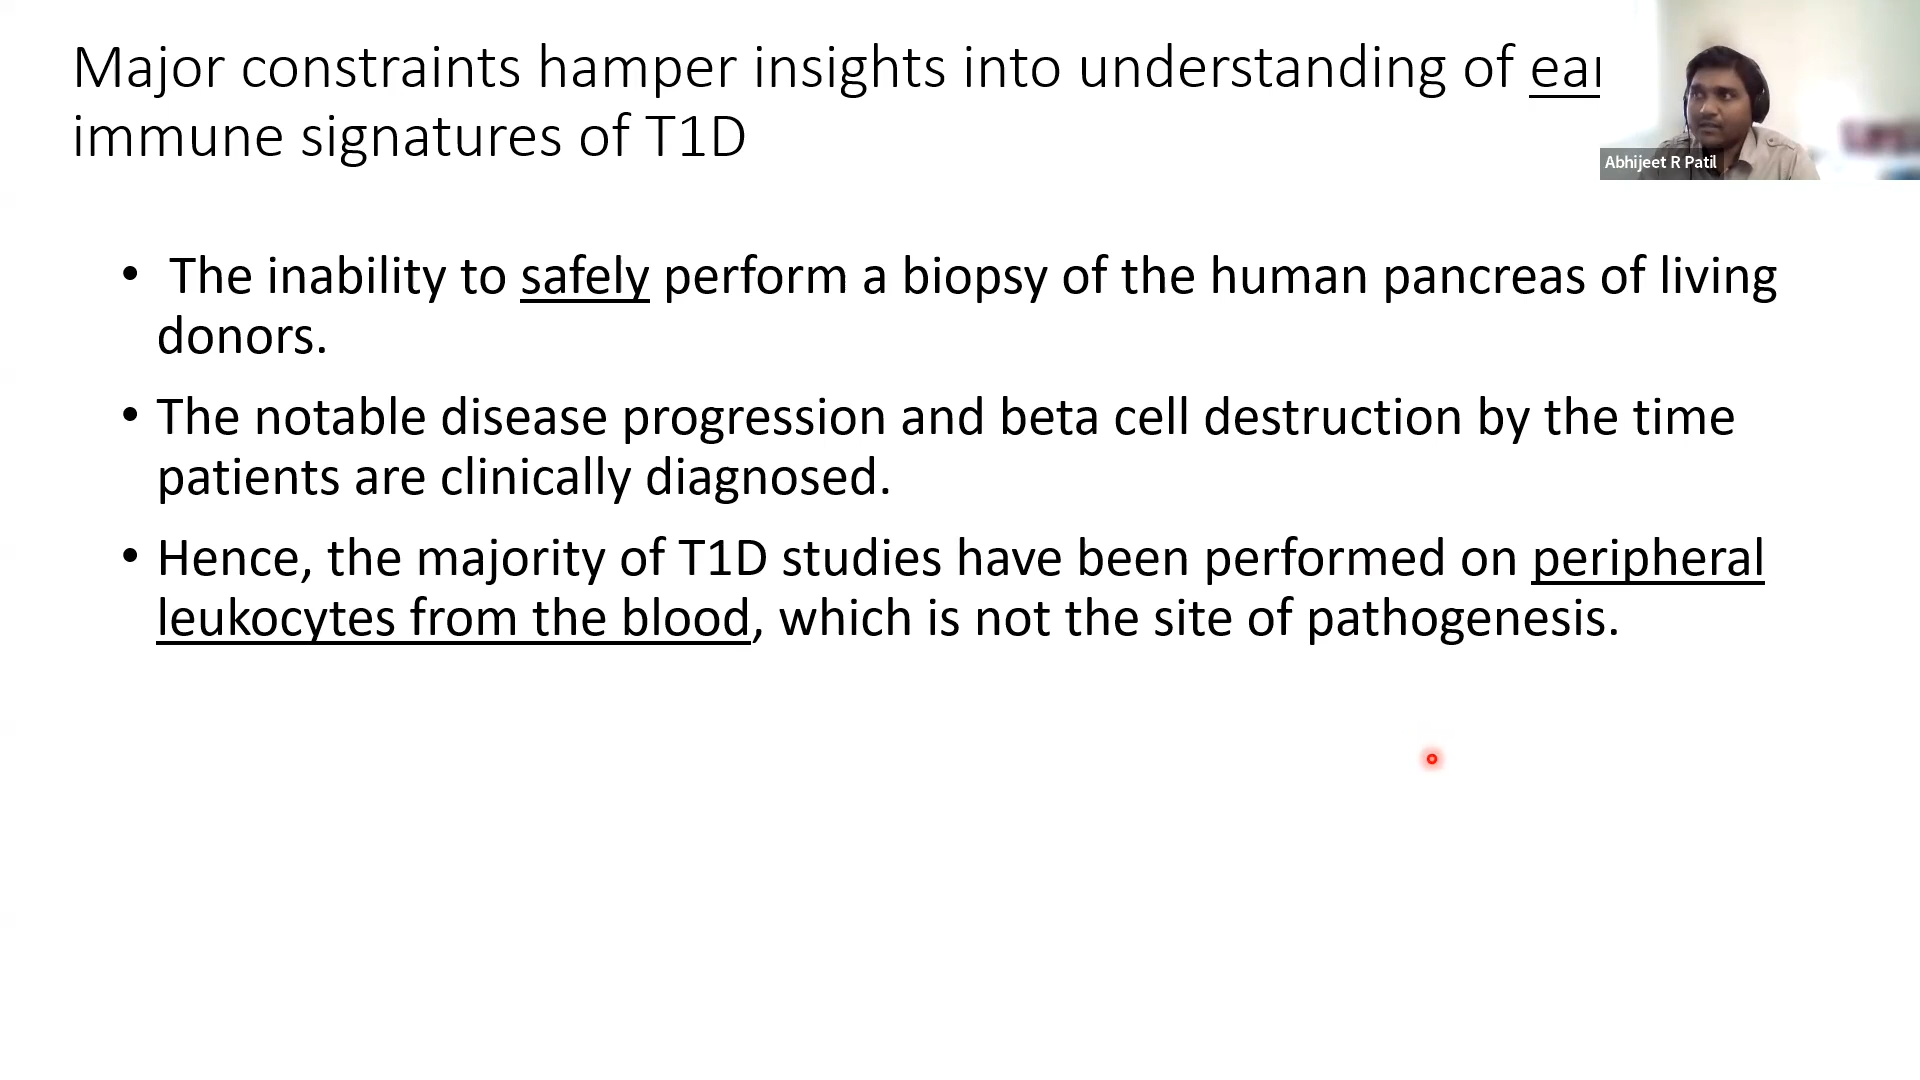 Major constraints hamper insights into understanding of
immune signatures of T1D
Abhijeet R Patil
• The inability to safely perform a biopsy of the human pancreas of living
donors.
• The notable disease progression and beta cell destruction by the time
patients are clinically diagnosed.
• Hence, the majority of T1D studies have been performed on peripheral
leukocytes from the blood, which is not the site of pathogenesis.